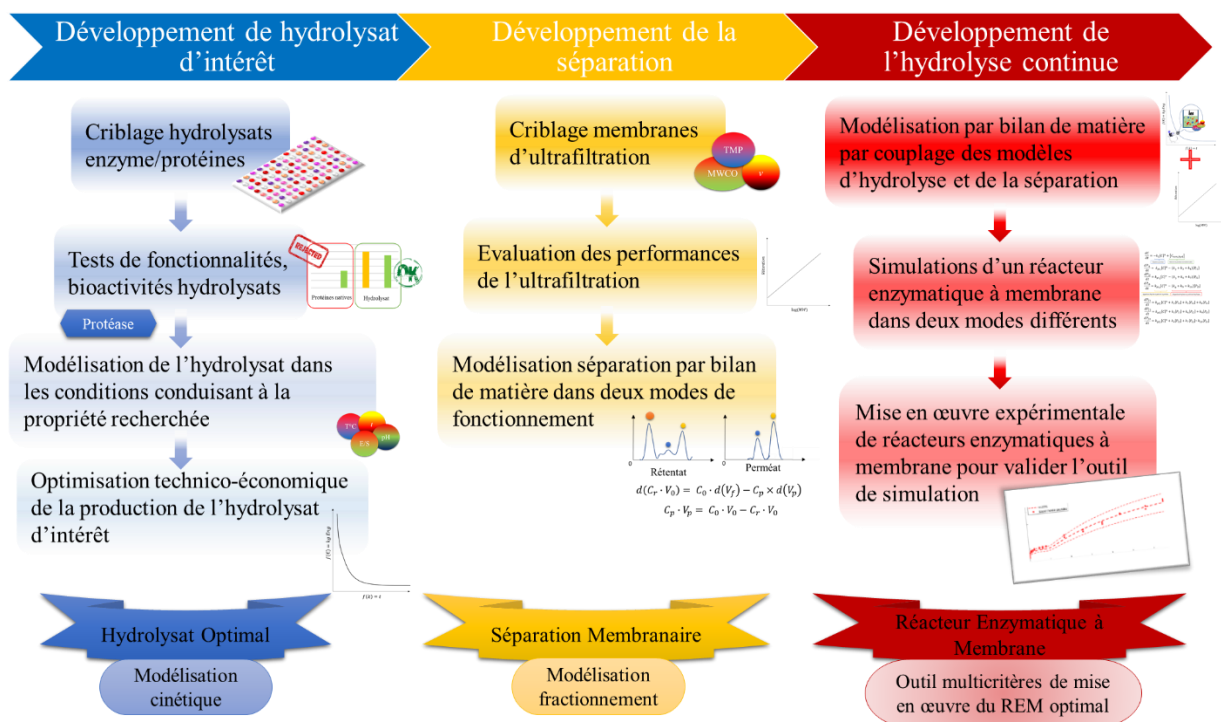 Développement de hydrolysat
d’intérêt
Développement de la
séparation
Développement de
l’hydrolyse continue
Criblage hydrolysats
enzyme/protéines
REJECTED
OK
Protéines natives
Hydrolysat
Tests de fonctionnalités,
bioactivités hydrolysats
Protéase
Modélisation de l’hydrolysat dans
les conditions conduisant à la
propriété recherchée
T°C
t
E/S
pH
Optimisation technico-économique
de la production de l’hydrolysat
d’intérêt
Hydrolysat Optimal
Modélisation
cinétique
Criblage membranes
d’ultrafiltration
TMP
MWCO
Evaluation des performances
de l’ultrafiltration
Modélisation séparation par bilan
de matière dans deux modes de
fonctionnement
0
Rétentat
0
Perméat
d(Cᵣ · V₀) = C₀ · d(V_f) − Cₚ × d(Vₚ)
Cₚ · Vₚ = C₀ · V₀ − Cᵣ · V₀
Séparation Membranaire
Modélisation
fractionnement
Modélisation par bilan de matière
par couplage des modèles
d’hydrolyse et de la séparation
Simulations d’un réacteur
enzymatique à membrane
dans deux modes différents
Mise en œuvre expérimentale
de réacteurs enzymatiques à
membrane pour valider l’outil
de simulation
Réacteur Enzymatique à
Membrane
Outil multicritères de mise
en œuvre du REM optimal